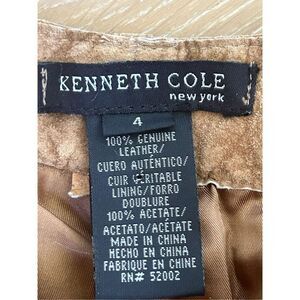 KENNETH COLE
new york
4
100% GENUINE
LEATHER/
CUERO AUTÉNTICO/
CUIR VÉRITABLE
LINING/FORRO
DOUBLURE
100% ACETATE/
ACETATO/ACÉTATE
MADE IN CHINA
HECHO EN CHINA
FABRIQUE EN CHINE
RN# 52002